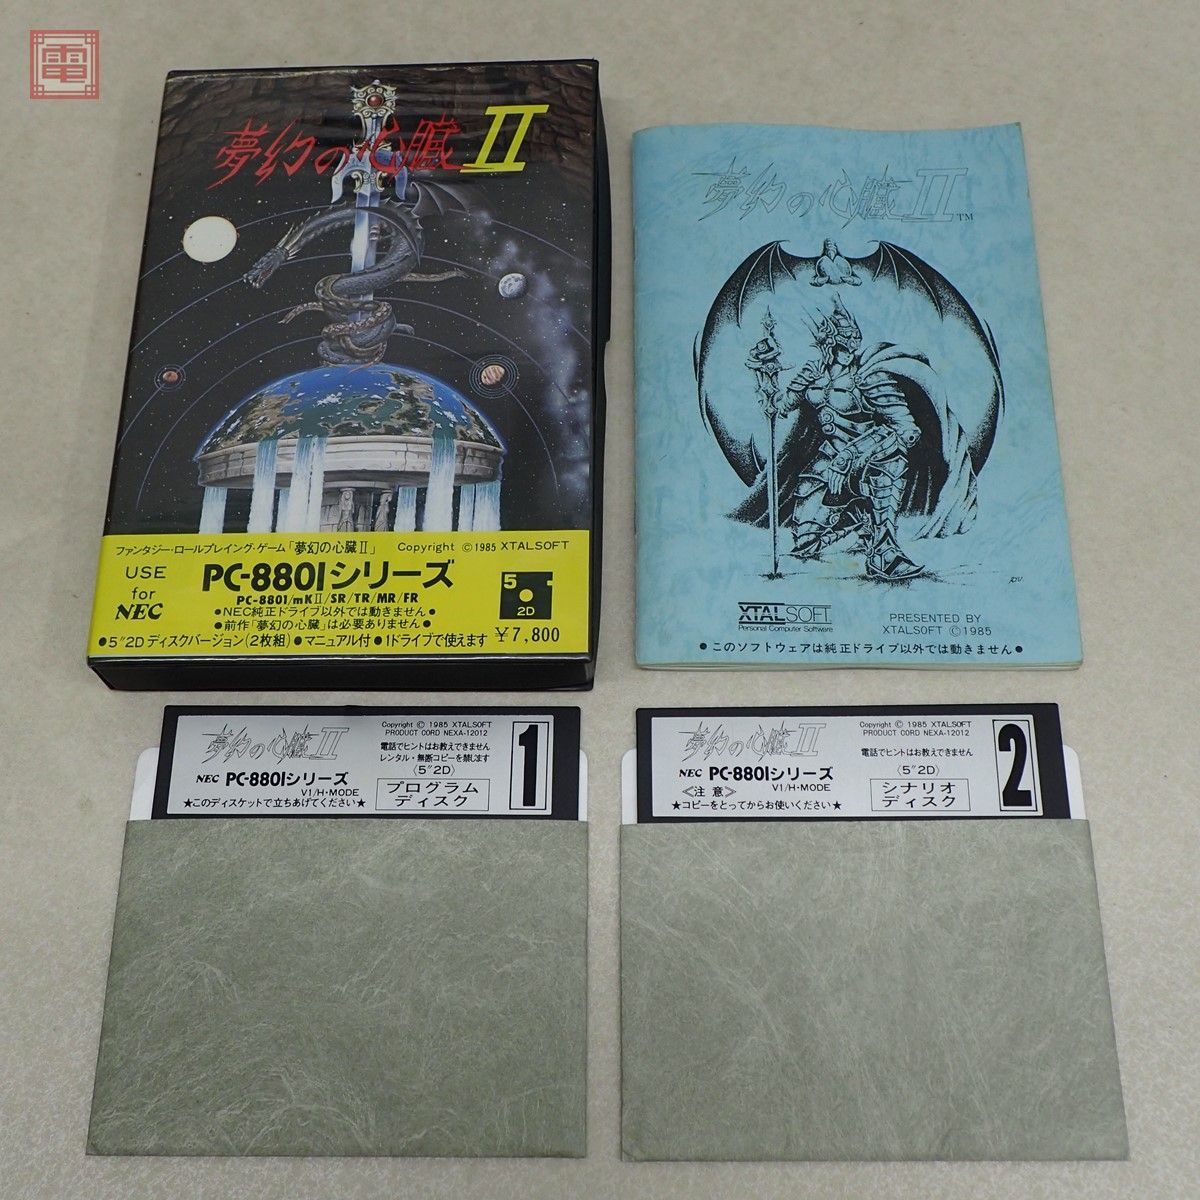 電
夢幻の心臓II
ファンタジー・ロールプレイング・ゲーム「夢幻の心臓II」 Copyright ©1985 XTALSOFT
USE for NEC
PC-8801シリーズ
PC-8801/mKII/SR/TR/MR/FR
●NEC純正ドライブ以外では動きません●
●前作「夢幻の心臓」は必要ありません●
●5"2Dディスクバージョン(2枚組)●マニュアル付●1ドライブで使えます
5
2D
¥7,800
夢幻の心臓II™
XTALSOFT
Personal Computer Software
PRESENTED BY
XTALSOFT ©1985
●このソフトウェアは純正ドライブ以外では動きません●
夢幻の心臓II
Copyright © 1985 XTALSOFT
PRODUCT CORD NEXA-12012
電話でヒントはお教えできません
レンタル・無断コピーを禁じます
〈5"2D〉
NEC PC-8801シリーズ
V1/H・MODE
★このディスケットで立ちあげてください★
プログラム
ディスク
1
夢幻の心臓II
Copyright © 1985 XTALSOFT
PRODUCT CORD NEXA-12012
電話でヒントはお教えできません
〈5"2D〉
NEC PC-8801シリーズ
〈注意〉 V1/H・MODE
★コピーをとってからお使いください★
シナリオ
ディスク
2